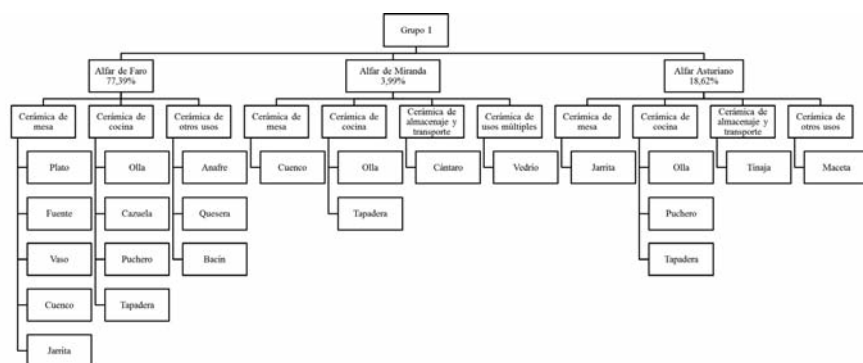 Grupo 1
Alfar de Faro
77,39%
Alfar de Miranda
3,99%
Alfar Asturiano
18,62%
Cerámica de
mesa
Cerámica de
cocina
Cerámica de
otros usos
Cerámica de
mesa
Cerámica de
cocina
Cerámica de
almacenaje y
transporte
Cerámica de
usos múltiples
Cerámica de
mesa
Cerámica de
cocina
Cerámica de
almacenaje y
transporte
Cerámica de
otros usos
Plato
Olla
Anafre
Cuenco
Olla
Cántaro
Vedrío
Jarrita
Olla
Tinaja
Maceta
Fuente
Cazuela
Quesera
Tapadera
Puchero
Vaso
Puchero
Bacín
Tapadera
Cuenco
Tapadera
Jarrita